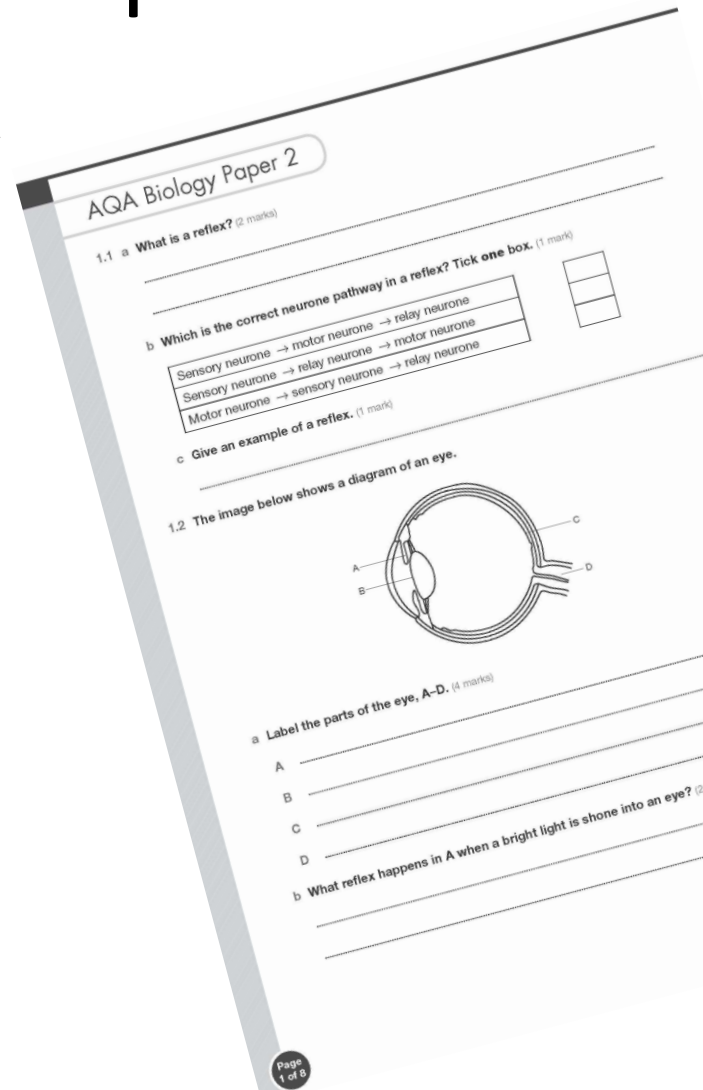 AQA Biology Paper 2
1.1 a What is a reflex? (2 marks)
b Which is the correct neurone pathway in a reflex? Tick one box. (1 mark)
Sensory neurone → motor neurone → relay neurone
Sensory neurone → relay neurone → motor neurone
Motor neurone → sensory neurone → relay neurone
c Give an example of a reflex. (1 mark)
1.2 The image below shows a diagram of an eye.
A
B
C
D
a Label the parts of the eye, A–D. (4 marks)
A
B
C
D
b What reflex happens in A when a bright light is shone into an eye? (2
Page
1 of 8